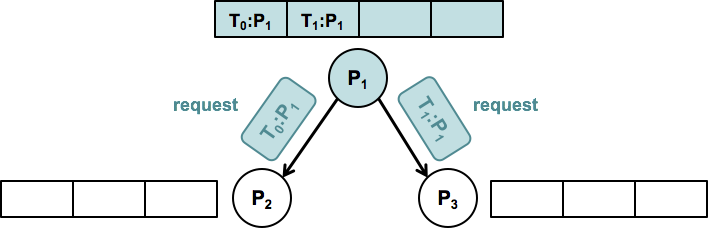 T₀:P₁ T₁:P₁
P₁
request T₀:P₁ T₁:P₁ request
P₂ P₃